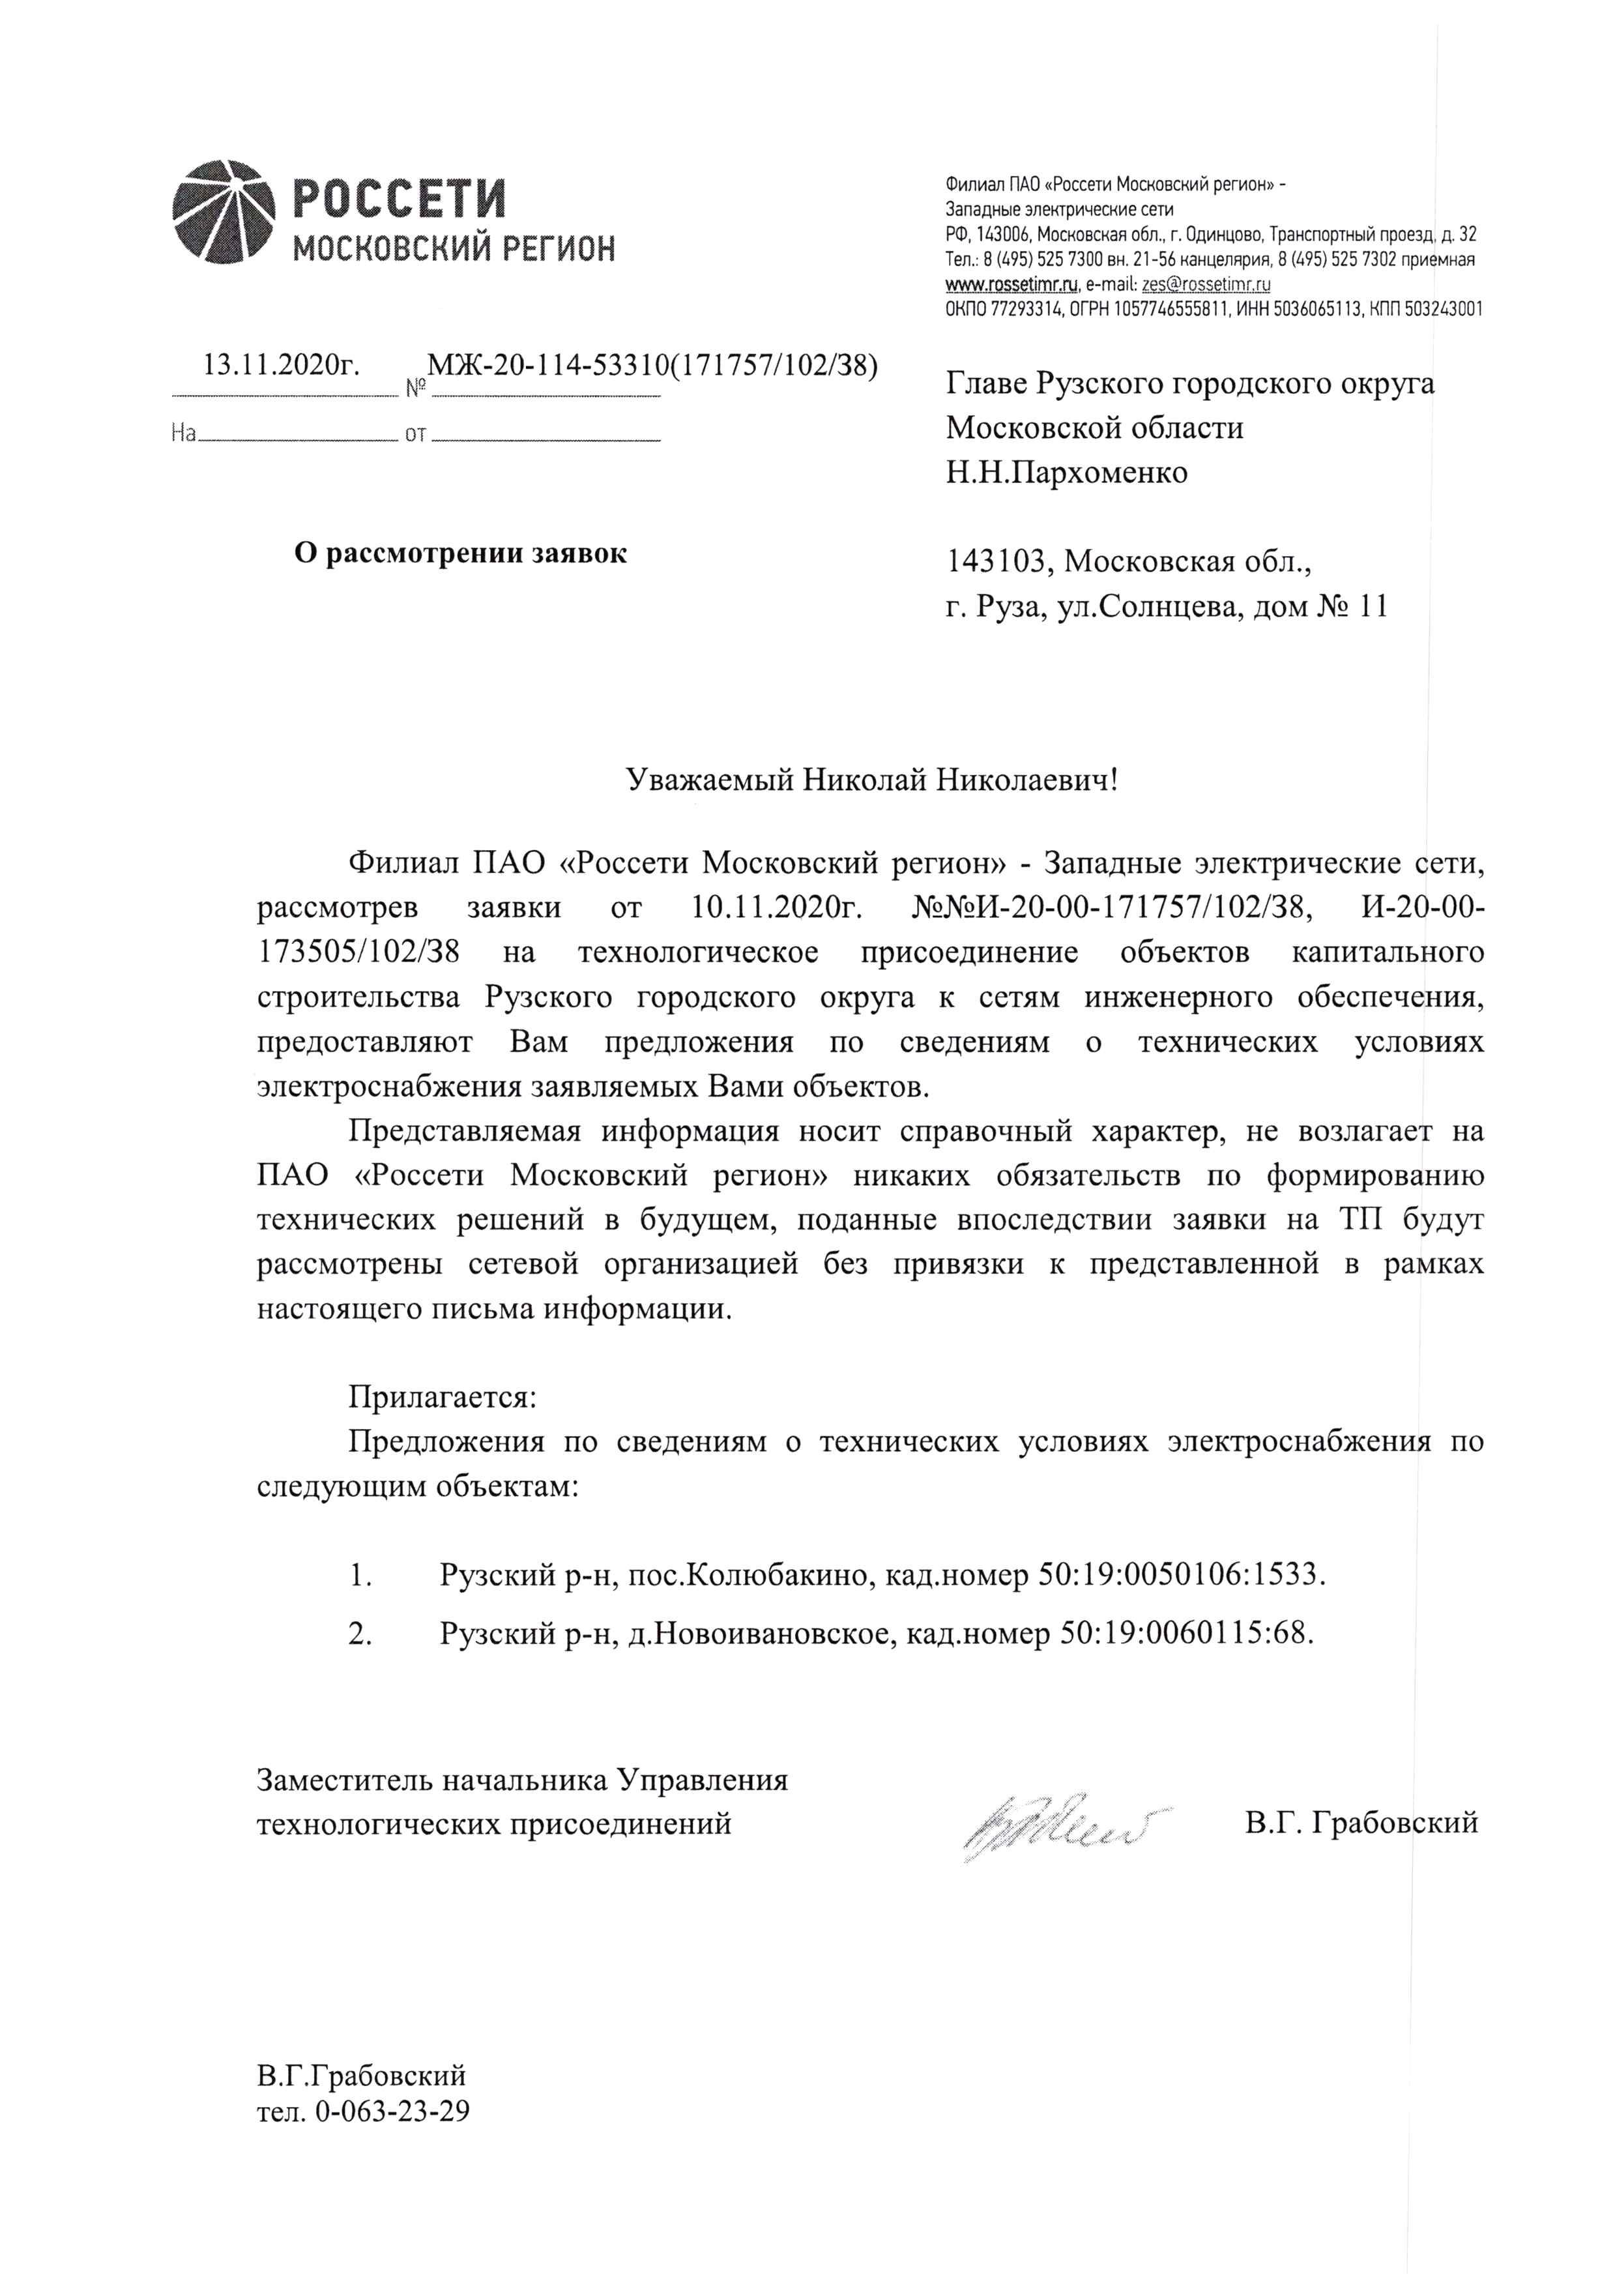 РОССЕТИ
МОСКОВСКИЙ РЕГИОН
Филиал ПАО «Россети Московский регион» -
Западные электрические сети
РФ, 143006, Московская обл., г. Одинцово, Транспортный проезд, д. 32
Тел.: 8 (495) 525 7300 вн. 21-56 канцелярия, 8 (495) 525 7302 приемная
www.rossetimr.ru, e-mail: zes@rossetimr.ru
ОКПО 77293314, ОГРН 1057746555811, ИНН 5036065113, КПП 503243001
13.11.2020г. № МЖ-20-114-53310(171757/102/З8)
На от
Главе Рузского городского округа
Московской области
Н.Н.Пархоменко
О рассмотрении заявок
143103, Московская обл.,
г. Руза, ул.Солнцева, дом № 11
Уважаемый Николай Николаевич!
Филиал ПАО «Россети Московский регион» - Западные электрические сети,
рассмотрев заявки от 10.11.2020г. №№И-20-00-171757/102/З8, И-20-00-
173505/102/З8 на технологическое присоединение объектов капитального
строительства Рузского городского округа к сетям инженерного обеспечения,
предоставляют Вам предложения по сведениям о технических условиях
электроснабжения заявляемых Вами объектов.
Представляемая информация носит справочный характер, не возлагает на
ПАО «Россети Московский регион» никаких обязательств по формированию
технических решений в будущем, поданные впоследствии заявки на ТП будут
рассмотрены сетевой организацией без привязки к представленной в рамках
настоящего письма информации.
Прилагается:
Предложения по сведениям о технических условиях электроснабжения по
следующим объектам:
1. Рузский р-н, пос.Колюбакино, кад.номер 50:19:0050106:1533.
2. Рузский р-н, д.Новоивановское, кад.номер 50:19:0060115:68.
Заместитель начальника Управления
технологических присоединений В.Г. Грабовский
В.Г.Грабовский
тел. 0-063-23-29